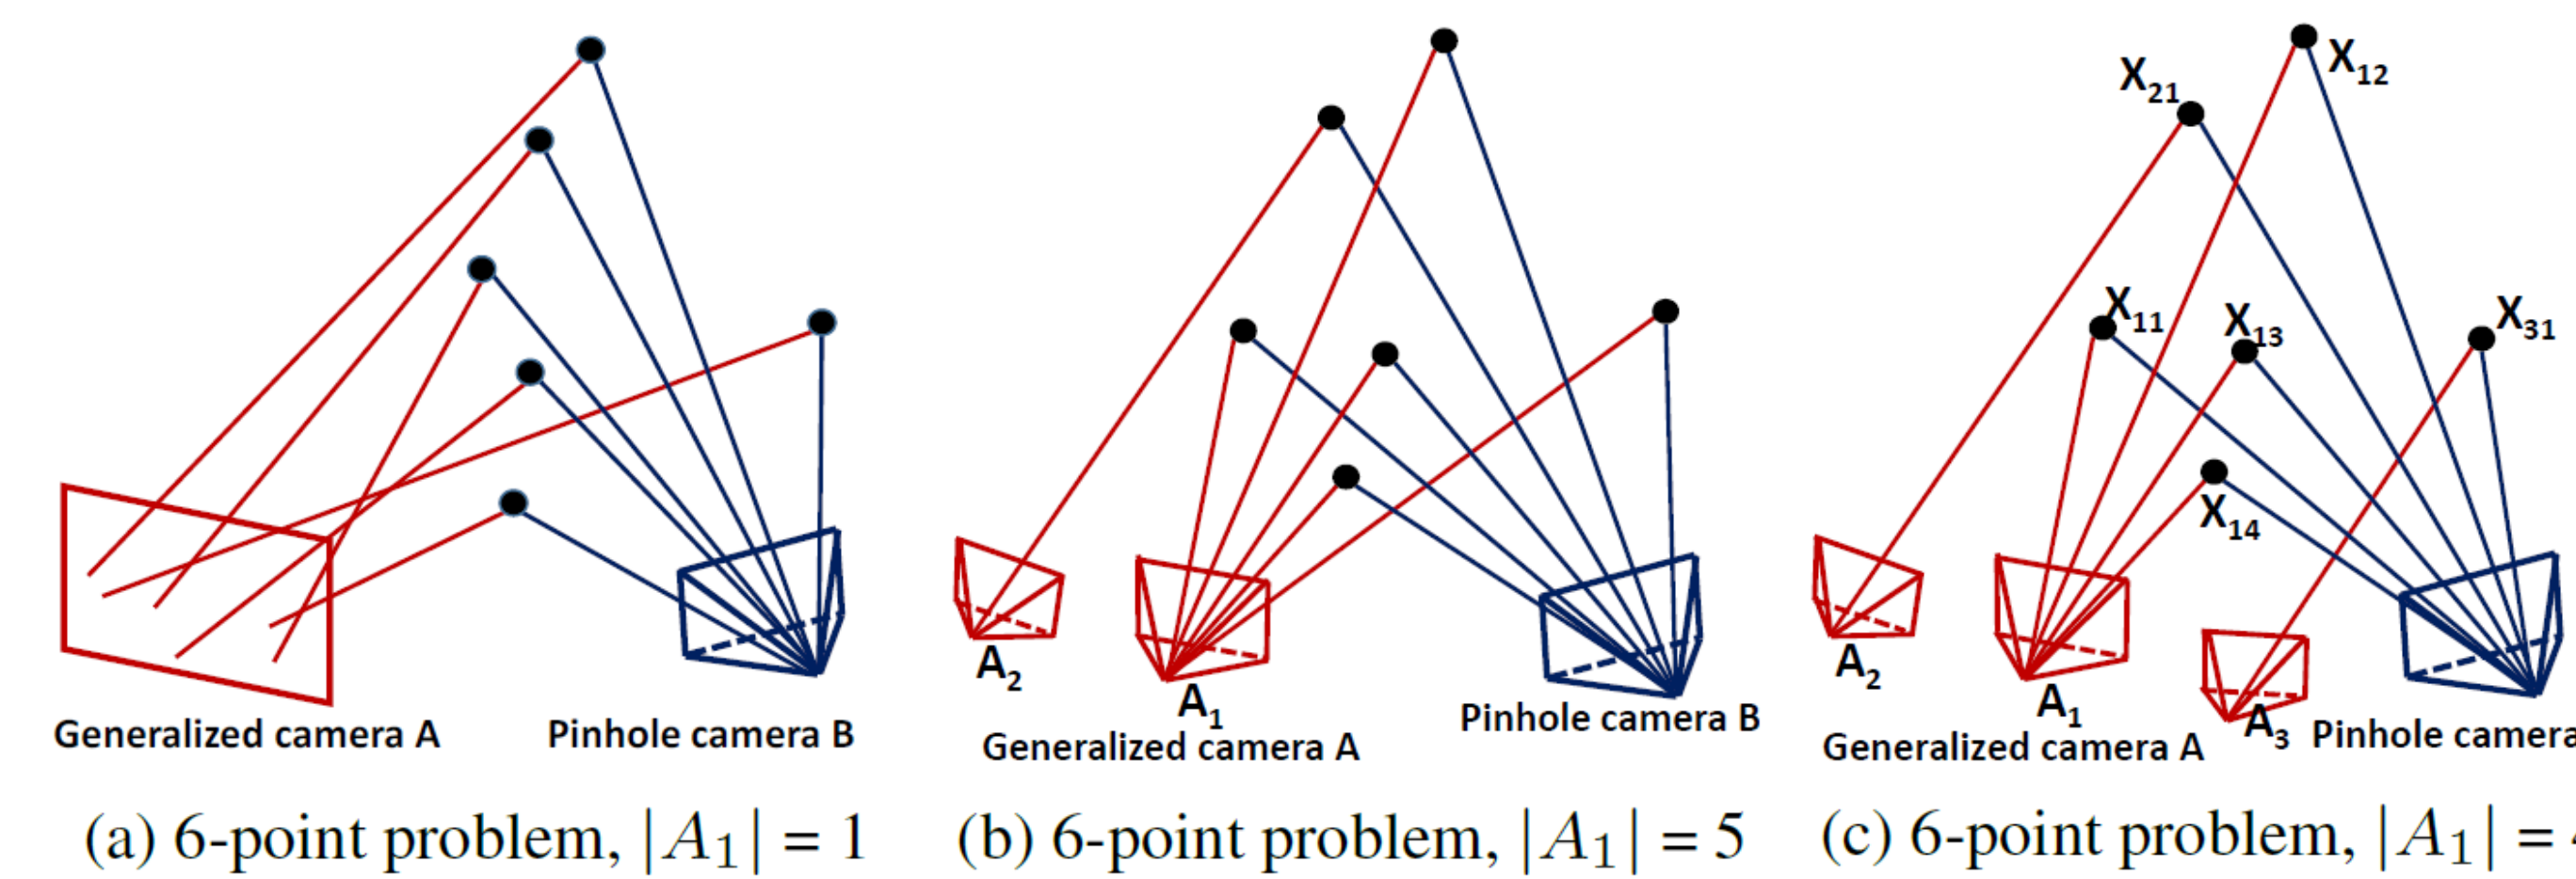 Generalized camera A
Pinhole camera B
(a) 6-point problem, |A₁| = 1
A₂
A₁
Generalized camera A
Pinhole camera B
(b) 6-point problem, |A₁| = 5
X₁₂
X₂₁
X₁₁
X₁₃
X₃₁
X₁₄
A₂
A₁
A₃
Generalized camera A
Pinhole camera
(c) 6-point problem, |A₁| =